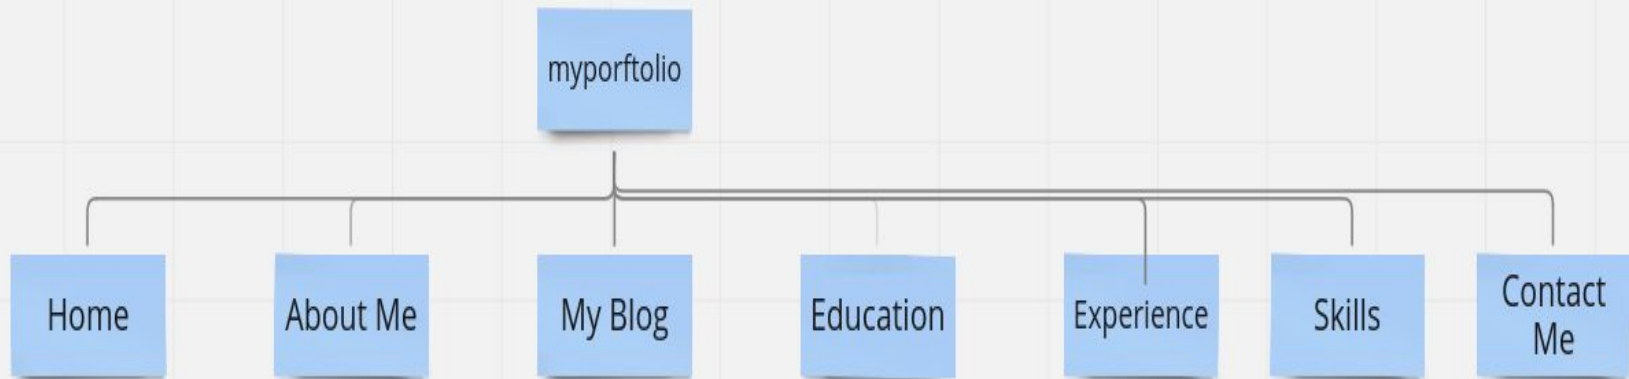 myporftolio
Home
About Me
My Blog
Education
Experience
Skills
Contact
Me